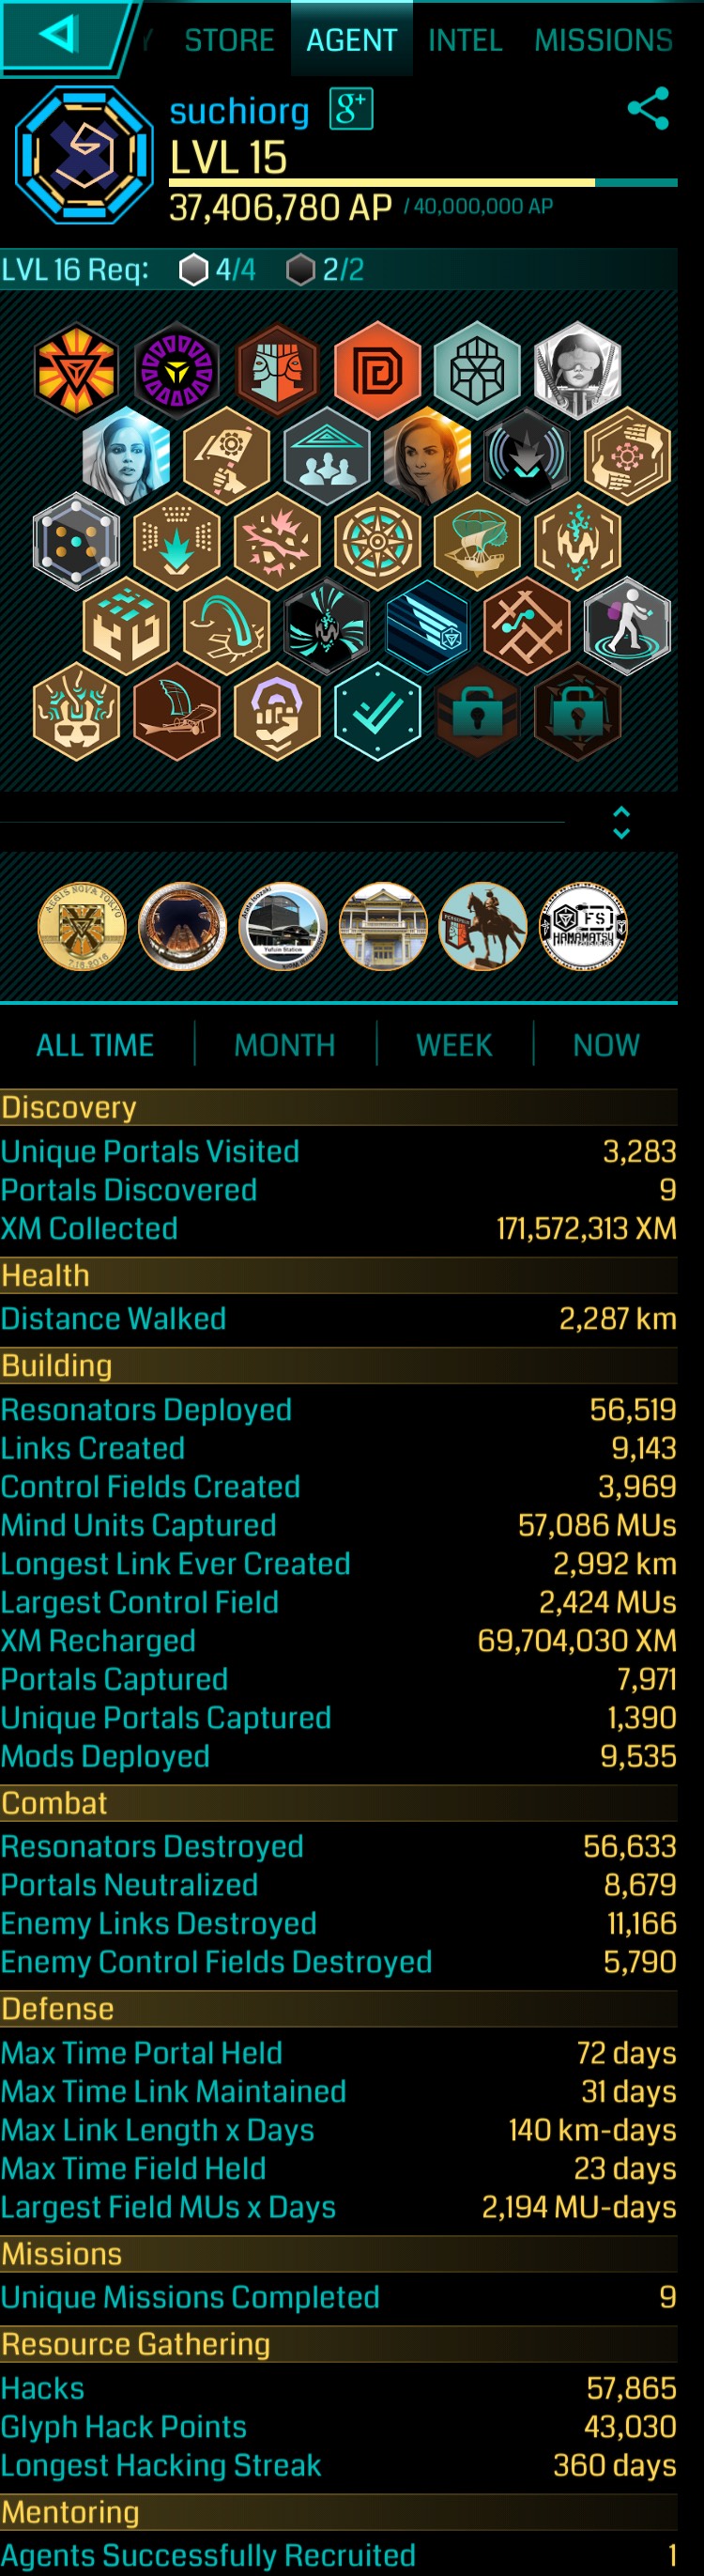 STORE AGENT INTEL MISSIONS
suchiorg g+
LVL 15
37,406,780 AP / 40,000,000 AP
LVL 16 Req: 4/4 2/2
AEGIS NOVA TOKYO
7.16.2016
Arata Isozaki
Yufuin Station
PERSEPOLIS
FS
HAMAMATSU
ALL TIME MONTH WEEK NOW
Discovery
Unique Portals Visited 3,283
Portals Discovered 9
XM Collected 171,572,313 XM
Health
Distance Walked 2,287 km
Building
Resonators Deployed 56,519
Links Created 9,143
Control Fields Created 3,969
Mind Units Captured 57,086 MUs
Longest Link Ever Created 2,992 km
Largest Control Field 2,424 MUs
XM Recharged 69,704,030 XM
Portals Captured 7,971
Unique Portals Captured 1,390
Mods Deployed 9,535
Combat
Resonators Destroyed 56,633
Portals Neutralized 8,679
Enemy Links Destroyed 11,166
Enemy Control Fields Destroyed 5,790
Defense
Max Time Portal Held 72 days
Max Time Link Maintained 31 days
Max Link Length x Days 140 km-days
Max Time Field Held 23 days
Largest Field MUs x Days 2,194 MU-days
Missions
Unique Missions Completed 9
Resource Gathering
Hacks 57,865
Glyph Hack Points 43,030
Longest Hacking Streak 360 days
Mentoring
Agents Successfully Recruited 1